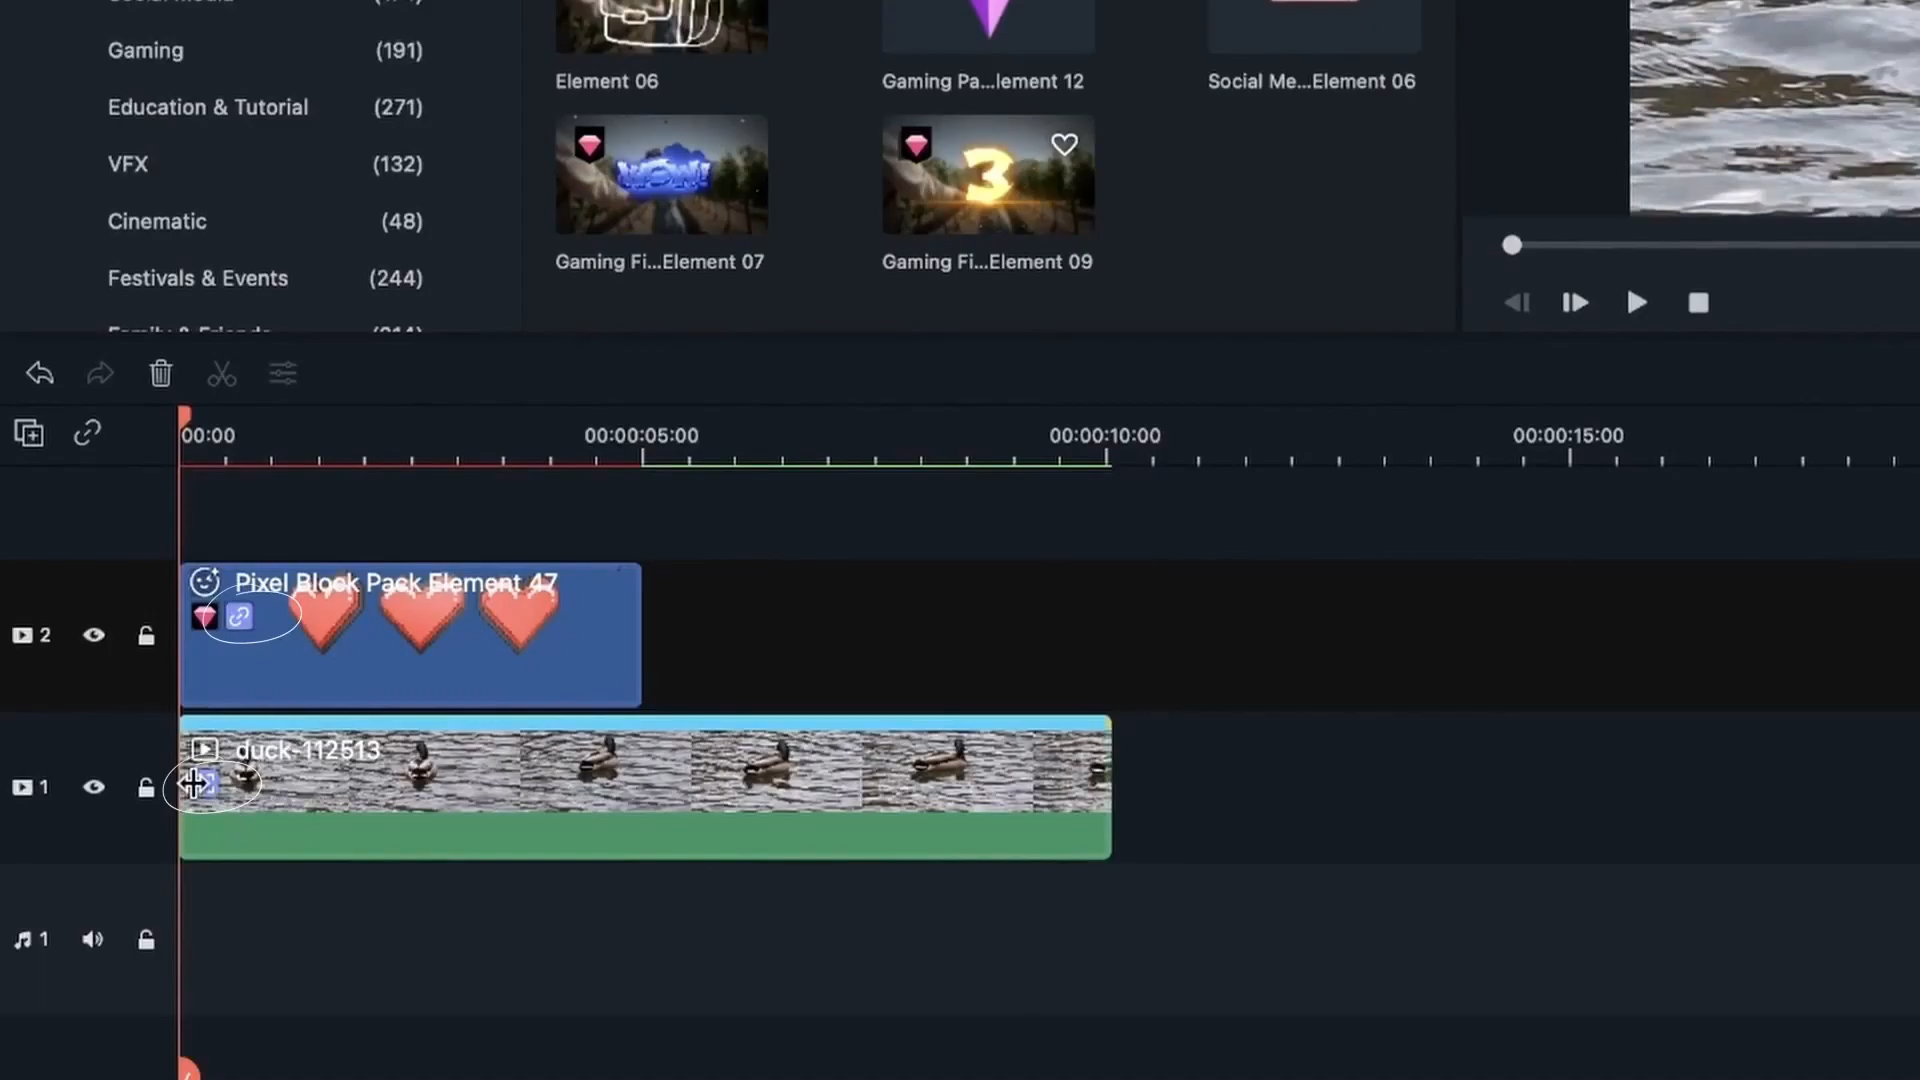 Gaming (191)
Education & Tutorial (271)
VFX (132)
Cinematic (48)
Festivals & Events (244)
Element 06
Gaming Pa...lement 12
Social Me...Element 06
WOW!
3
Gaming Fi...Element 07
Gaming Fi...Element 09
00:00
00:00:05:00
00:00:10:00
00:00:15:00
Pixel Block Pack Element 47
2
duck-112513
1
1